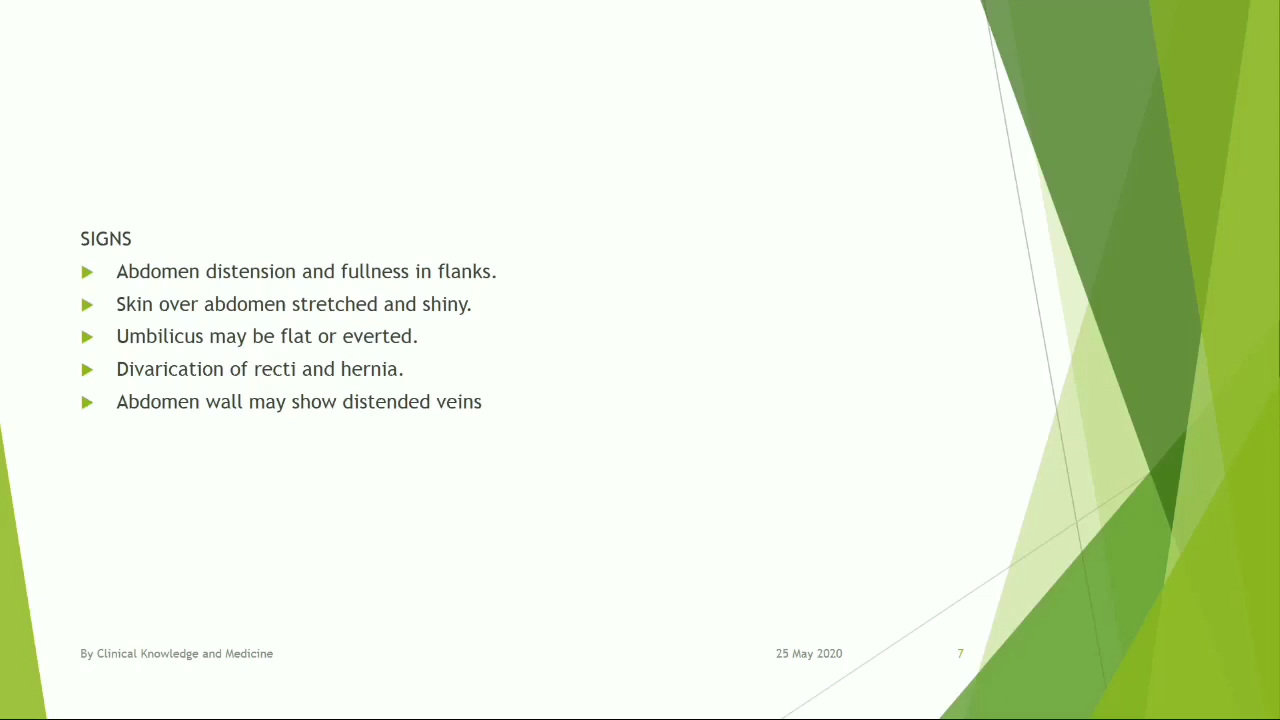 SIGNS
Abdomen distension and fullness in flanks.
Skin over abdomen stretched and shiny.
Umbilicus may be flat or everted.
Divarication of recti and hernia.
Abdomen wall may show distended veins
By Clinical Knowledge and Medicine
25 May 2020
7